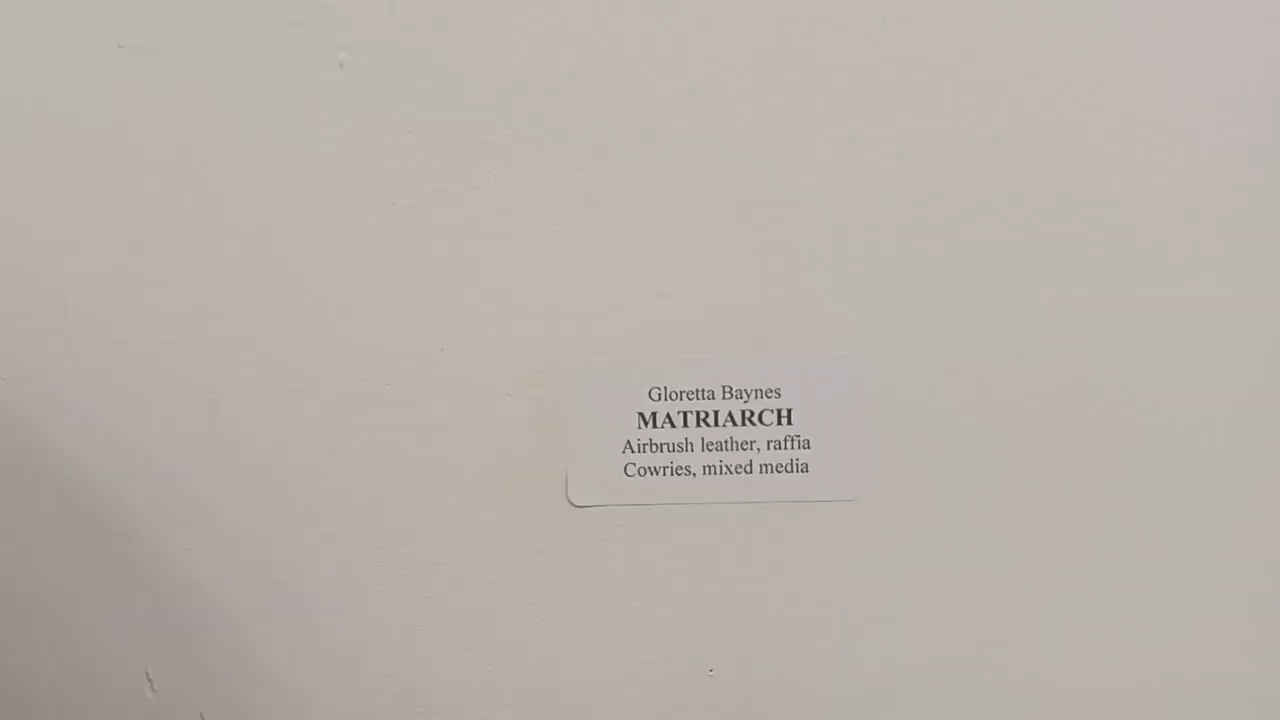 Gloretta Baynes
MATRIARCH
Airbrush leather, raffia
Cowries, mixed media